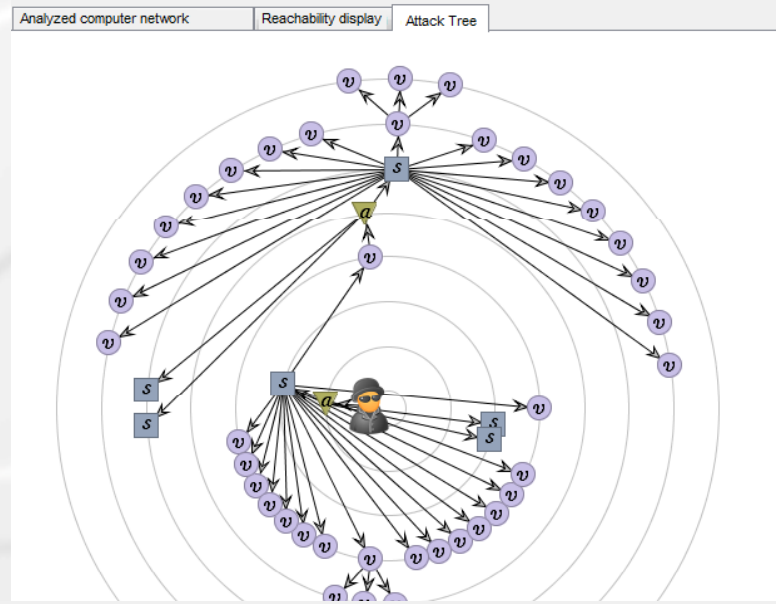 Analyzed computer network
Reachability display
Attack Tree
v v v
v
v v
v v
v s v
v a v
v v
v v v
v v
v v
s s a v
s s
v s
v v
v v
v v
v v
v v
v v v v
v v v